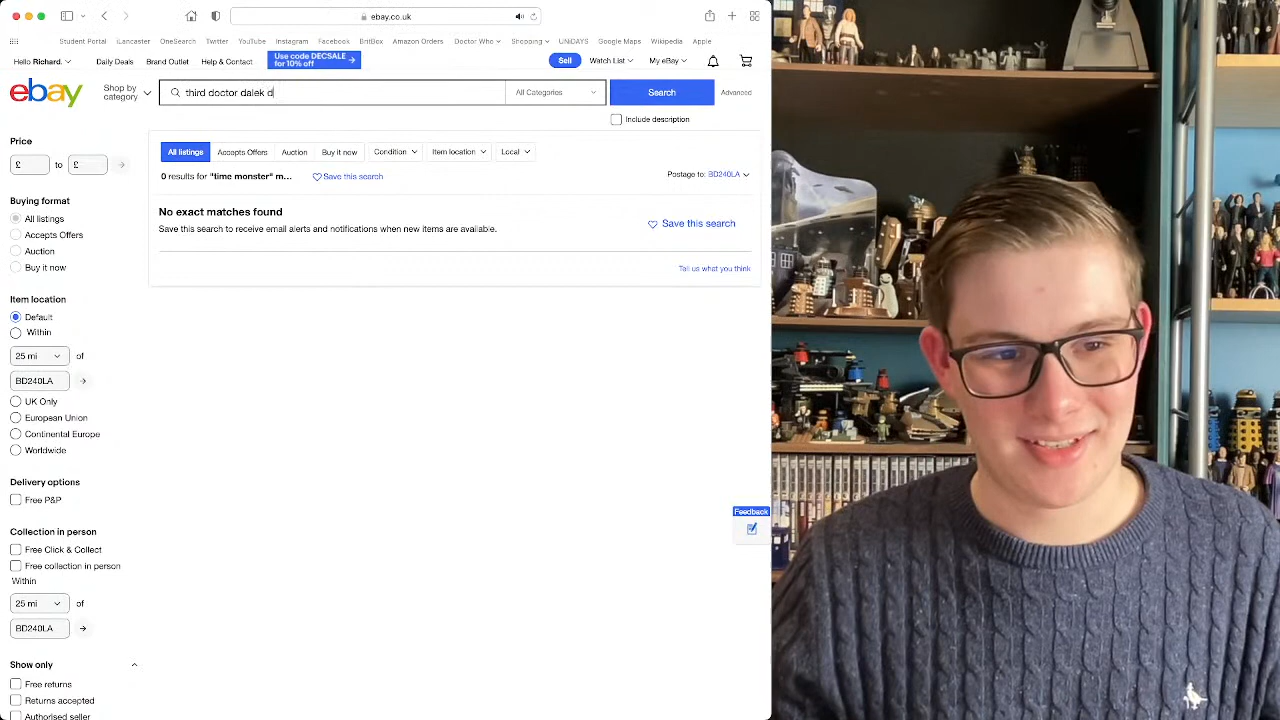 ebay.co.uk
Student Portal iLancaster OneSearch Twitter YouTube Instagram Facebook BritBox Amazon Orders Doctor Who Shopping UNiDAYS Google Maps Wikipedia Apple
Hello Richard. Daily Deals Brand Outlet Help & Contact Use code DECSALE for 10% off Sell Watch List My eBay
ebay Shop by category third doctor dalek d All Categories Search Advanced
Include description
Price
£ to £
All listings Accepts Offers Auction Buy it now Condition Item location Local
0 results for "time monster" m... Save this search Postage to: BD240LA
Buying format
All listings
Accepts Offers
Auction
Buy it now
No exact matches found
Save this search to receive email alerts and notifications when new items are available.
Save this search
Tell us what you think
Item location
Default
Within
25 mi of
BD240LA
UK Only
European Union
Continental Europe
Worldwide
Delivery options
Free P&P
Feedback
Collection in person
Free Click & Collect
Free collection in person
Within
25 mi of
BD240LA
Show only
Free returns
Returns accepted
Authorised seller